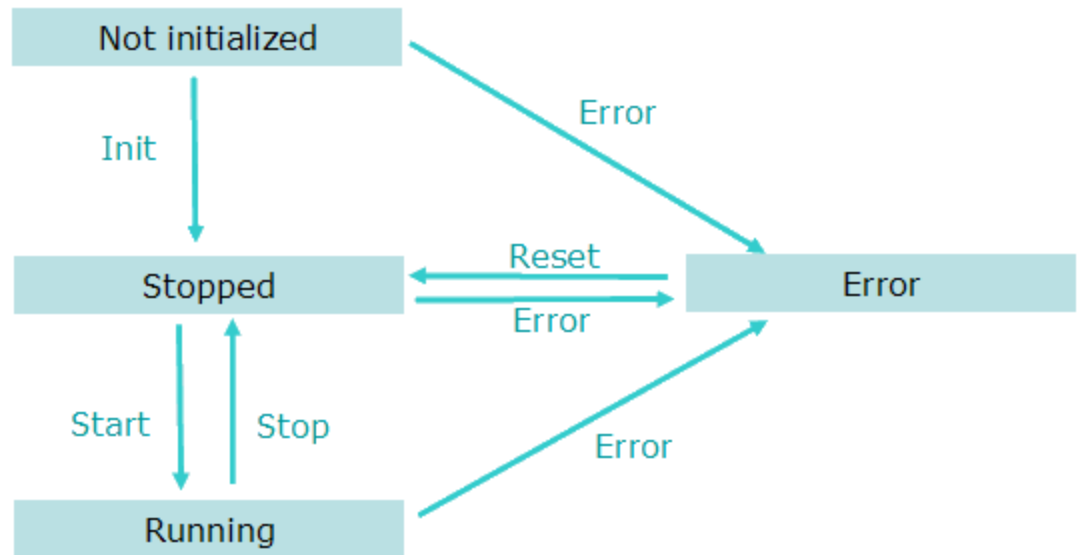 Not initialized
Error
Init
Reset
Stopped
Error
Error
Start
Stop
Error
Running